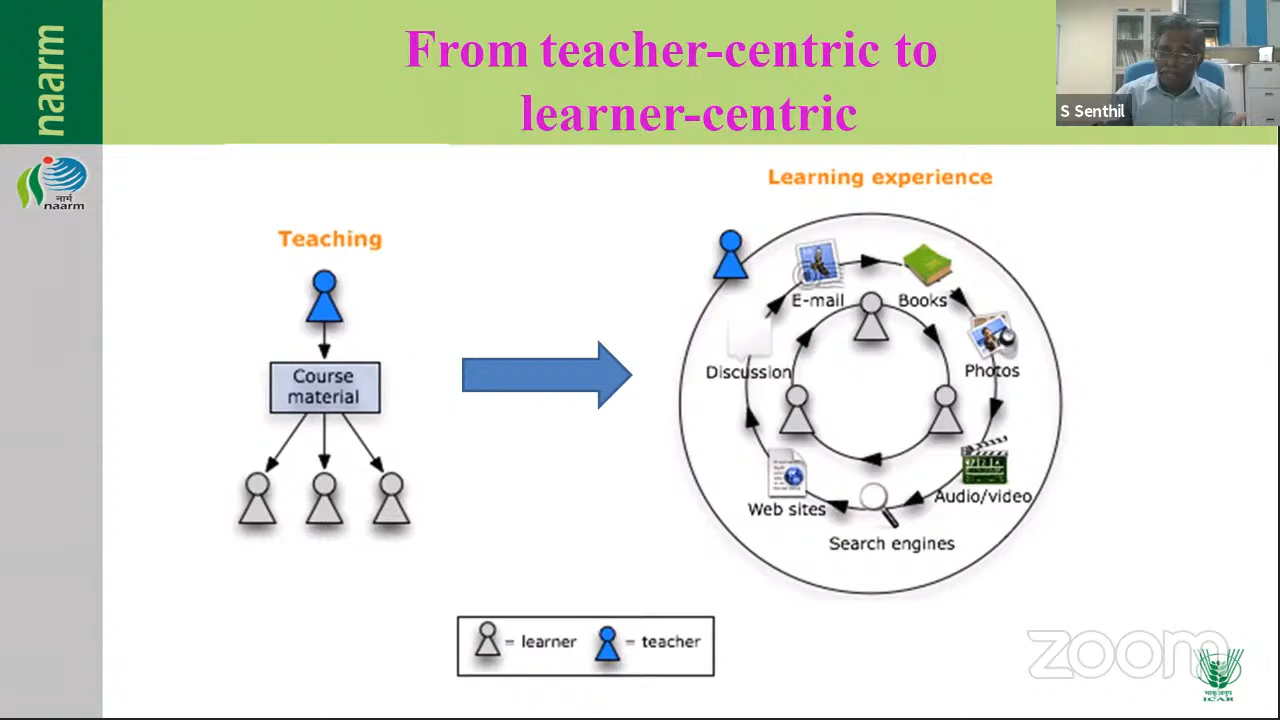 naarm
नार्म
naarm
From teacher-centric to
learner-centric
S Senthil
Teaching
Course
material
Learning experience
E-mail
Books
Discussion
Photos
Web sites
Audio/video
Search engines
= learner
= teacher
zoom
भाकृअनुप
ICAR